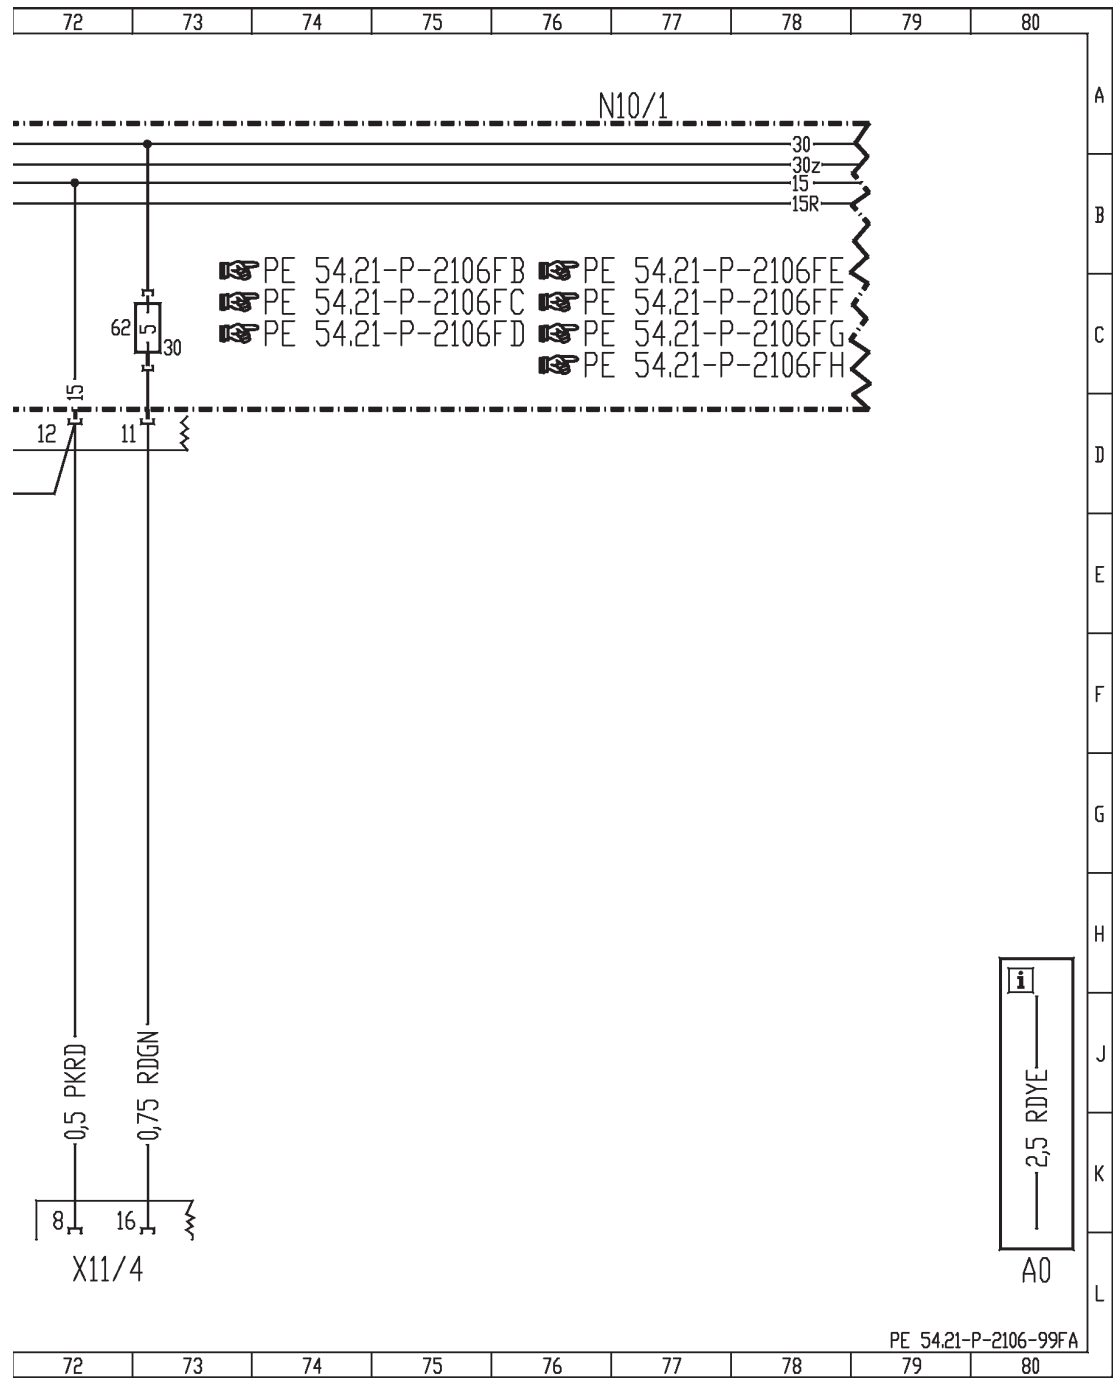 72 73 74 75 76 77 78 79 80
A
N10/1
30
30z
15
15R
B
PE 54.21-P-2106FB PE 54.21-P-2106FE
PE 54.21-P-2106FC PE 54.21-P-2106FF
62 5 30
PE 54.21-P-2106FD PE 54.21-P-2106FG
C
PE 54.21-P-2106FH
15
12 11
D
E
F
G
H
i
0,5 PKRD
0,75 RDGN
2,5 RDYE
J
K
8 16
X11/4
A0
L
PE 54.21-P-2106-99FA
72 73 74 75 76 77 78 79 80